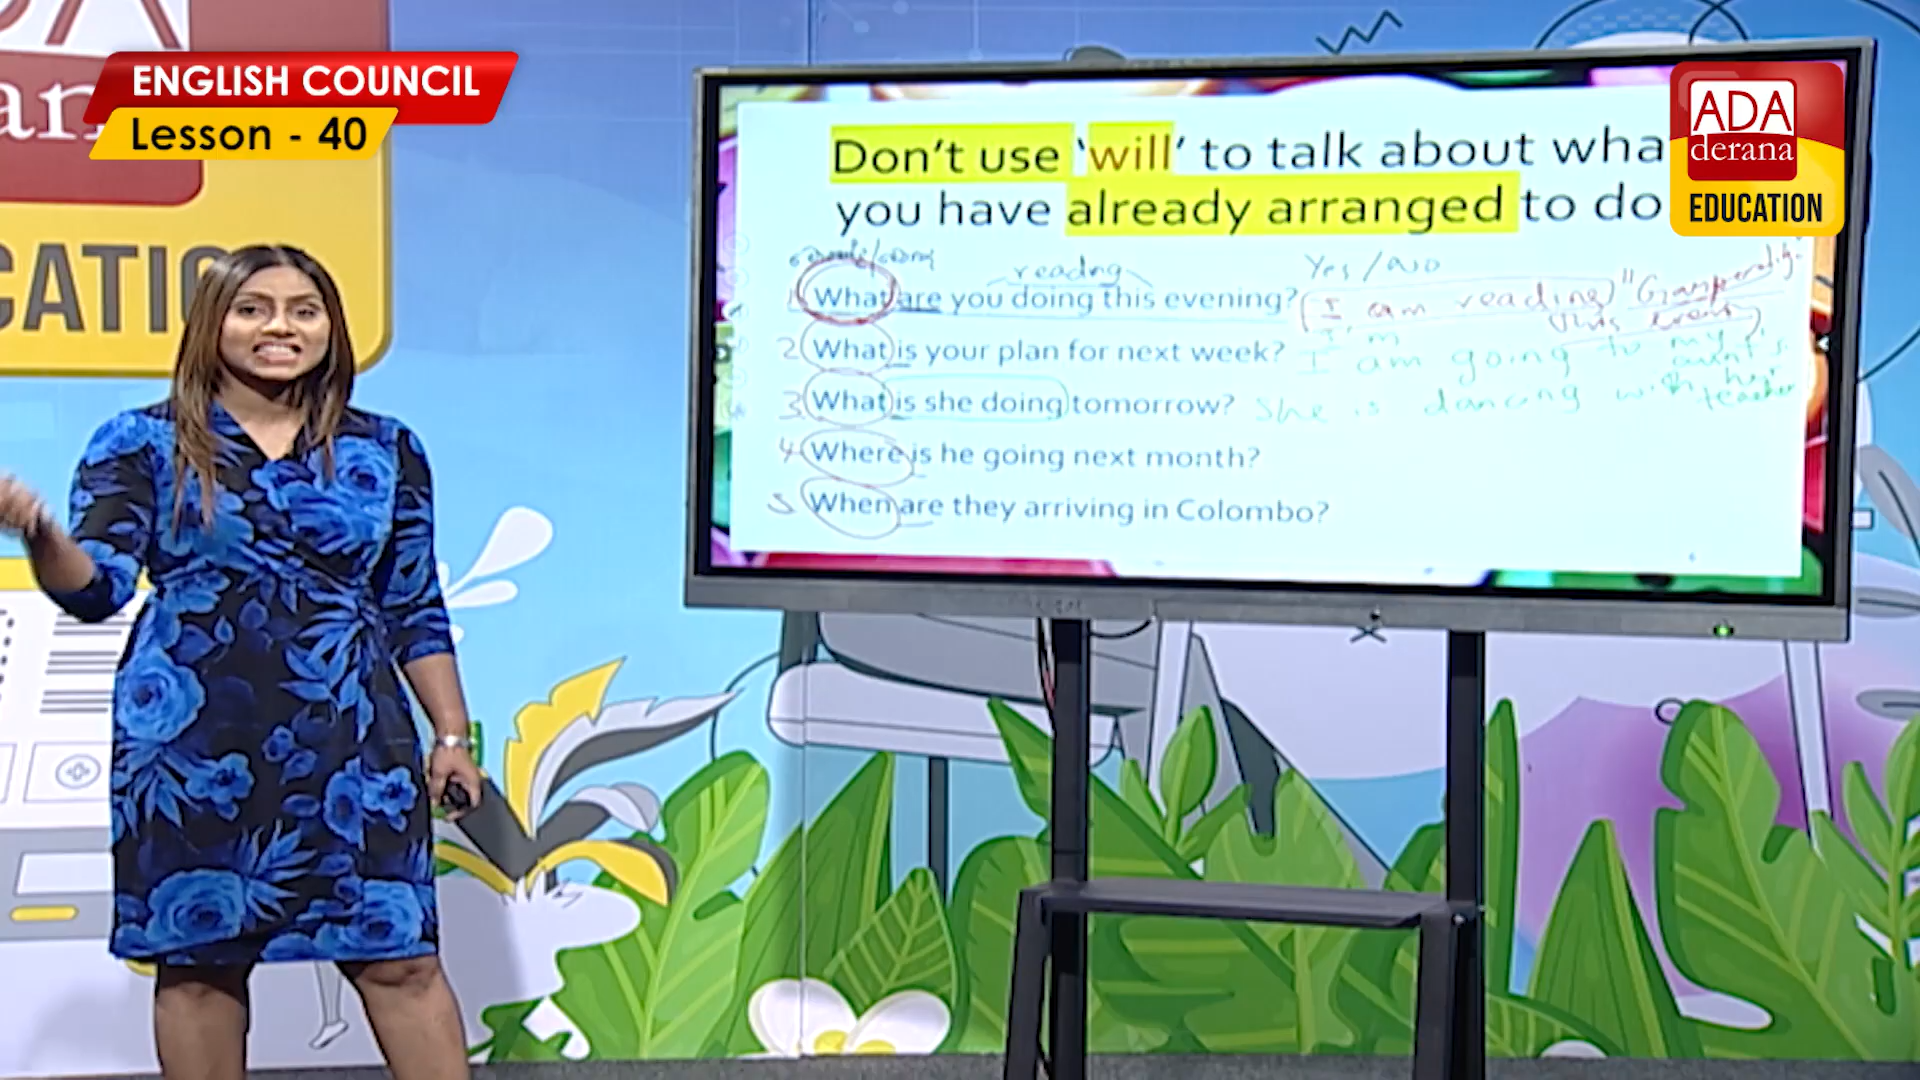 ENGLISH COUNCIL
Lesson - 40
ADA
derana
EDUCATION
Don't use 'will' to talk about wha
you have already arranged to do
reading
Yes / No
1 What are you doing this evening? (I am reading)
this
I'm
2 What is your plan for next week? I am going to my aunt's
3 What is she doing tomorrow? She is dancing with her teacher
4 Where is he going next month?
5 When are they arriving in Colombo?